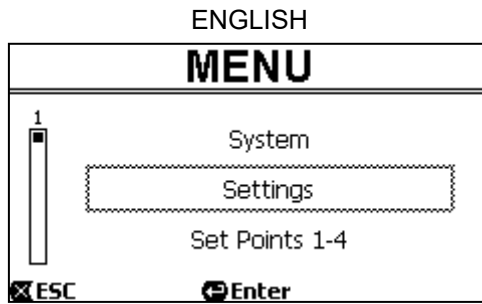 ENGLISH
MENU
1
System
Settings
Set Points 1-4
ESC
Enter